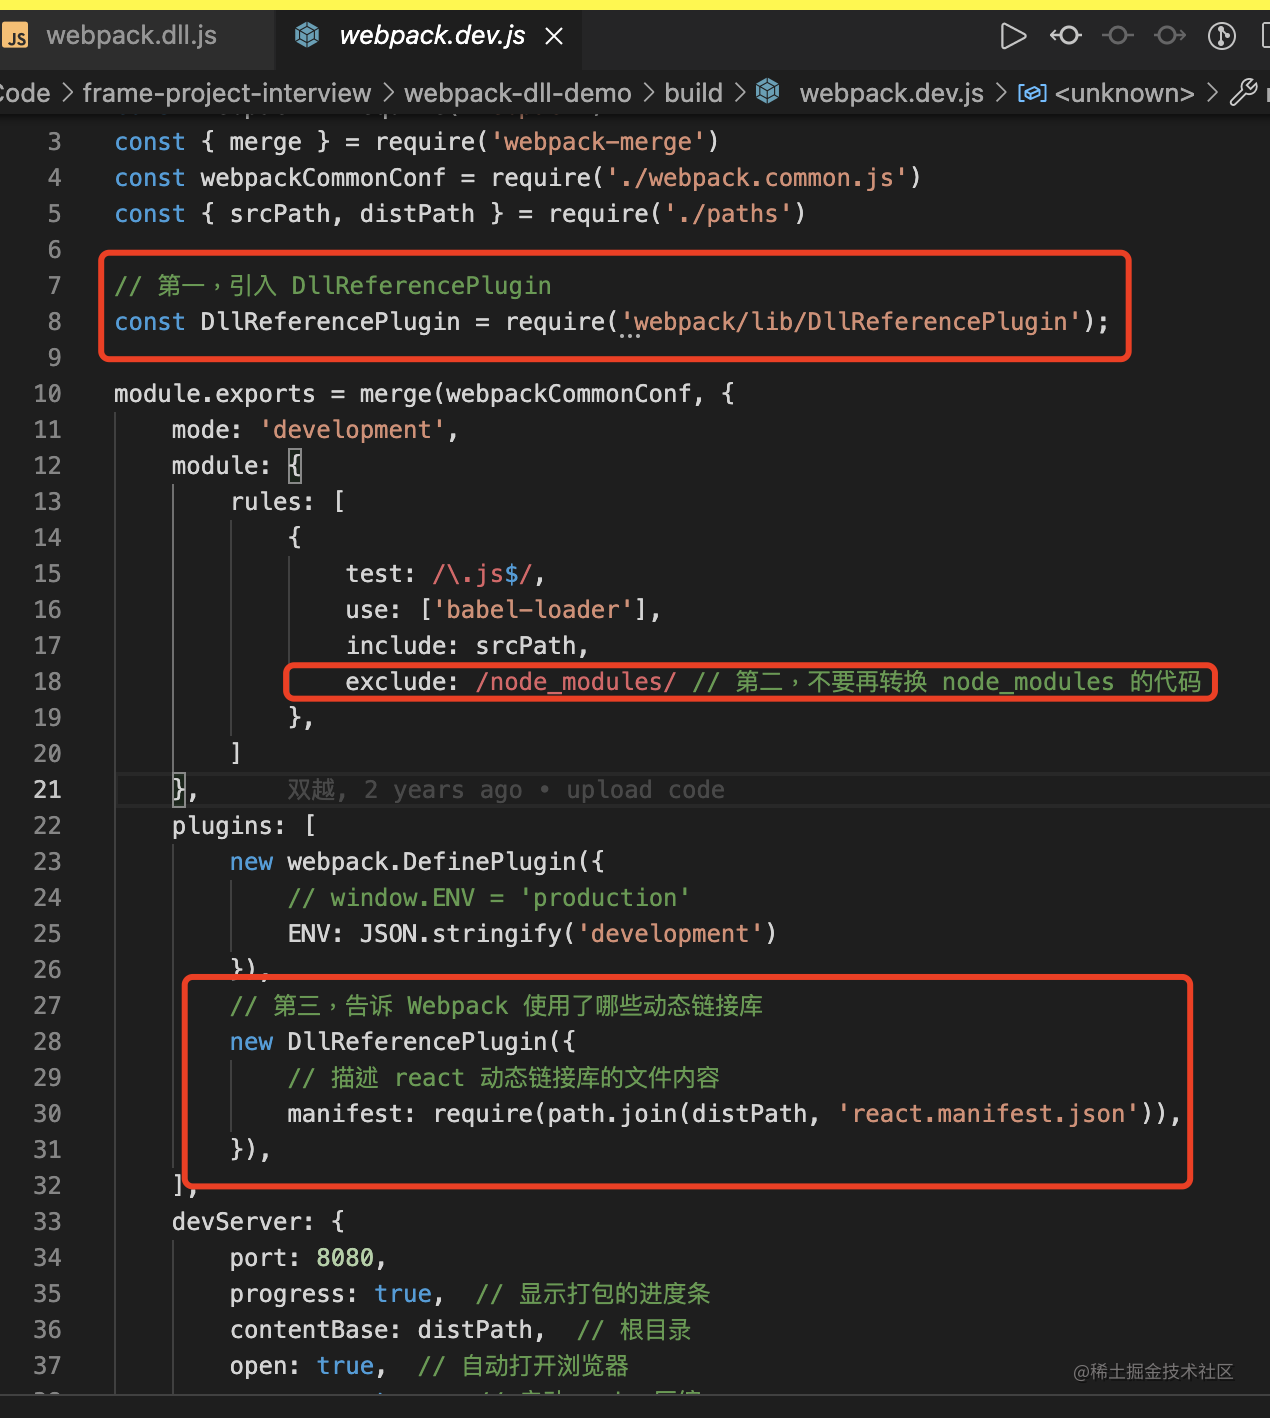 JS webpack.dll.js webpack.dev.js
Code > frame-project-interview > webpack-dll-demo > build > webpack.dev.js > <unknown> >
3 const { merge } = require('webpack-merge')
4 const webpackCommonConf = require('./webpack.common.js')
5 const { srcPath, distPath } = require('./paths')
6
7 // 第一，引入 DllReferencePlugin
8 const DllReferencePlugin = require('webpack/lib/DllReferencePlugin');
9
10 module.exports = merge(webpackCommonConf, {
11 mode: 'development',
12 module: {
13 rules: [
14 {
15 test: /\.js$/,
16 use: ['babel-loader'],
17 include: srcPath,
18 exclude: /node_modules/ // 第二，不要再转换 node_modules 的代码
19 },
20 ]
21 }, 双越, 2 years ago • upload code
22 plugins: [
23 new webpack.DefinePlugin({
24 // window.ENV = 'production'
25 ENV: JSON.stringify('development')
26 }),
27 // 第三，告诉 Webpack 使用了哪些动态链接库
28 new DllReferencePlugin({
29 // 描述 react 动态链接库的文件内容
30 manifest: require(path.join(distPath, 'react.manifest.json')),
31 }),
32 ],
33 devServer: {
34 port: 8080,
35 progress: true, // 显示打包的进度条
36 contentBase: distPath, // 根目录
37 open: true, // 自动打开浏览器
@稀土掘金技术社区